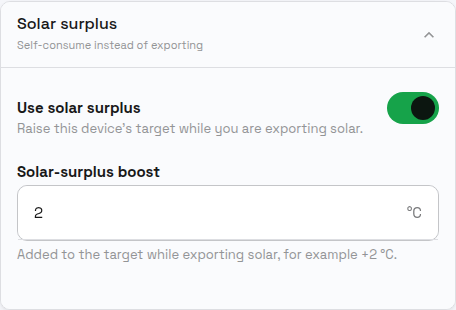 Solar surplus
Self-consume instead of exporting
Use solar surplus
Raise this device's target while you are exporting solar.
Solar-surplus boost
2 °C
Added to the target while exporting solar, for example +2 °C.